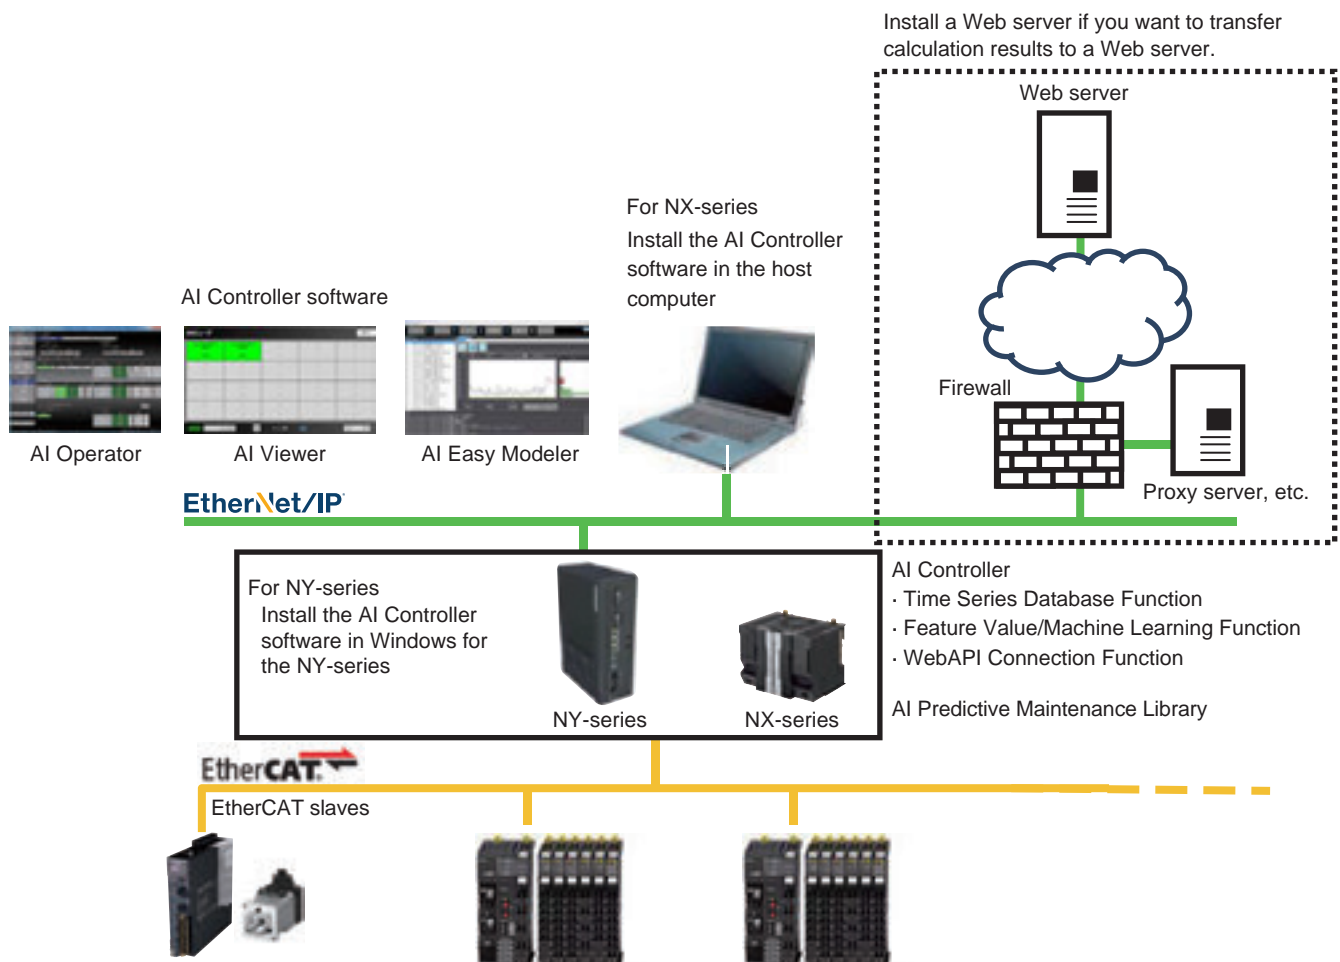 Install a Web server if you want to transfer
calculation results to a Web server.
Web server
For NX-series
Install the AI Controller
software in the host
computer
AI Controller software
Firewall
AI Operator
AI Viewer
AI Easy Modeler
Proxy server, etc.
EtherNet/IP
For NY-series
Install the AI Controller
software in Windows for
the NY-series
NY-series
NX-series
AI Controller
· Time Series Database Function
· Feature Value/Machine Learning Function
· WebAPI Connection Function
AI Predictive Maintenance Library
EtherCAT.
EtherCAT slaves